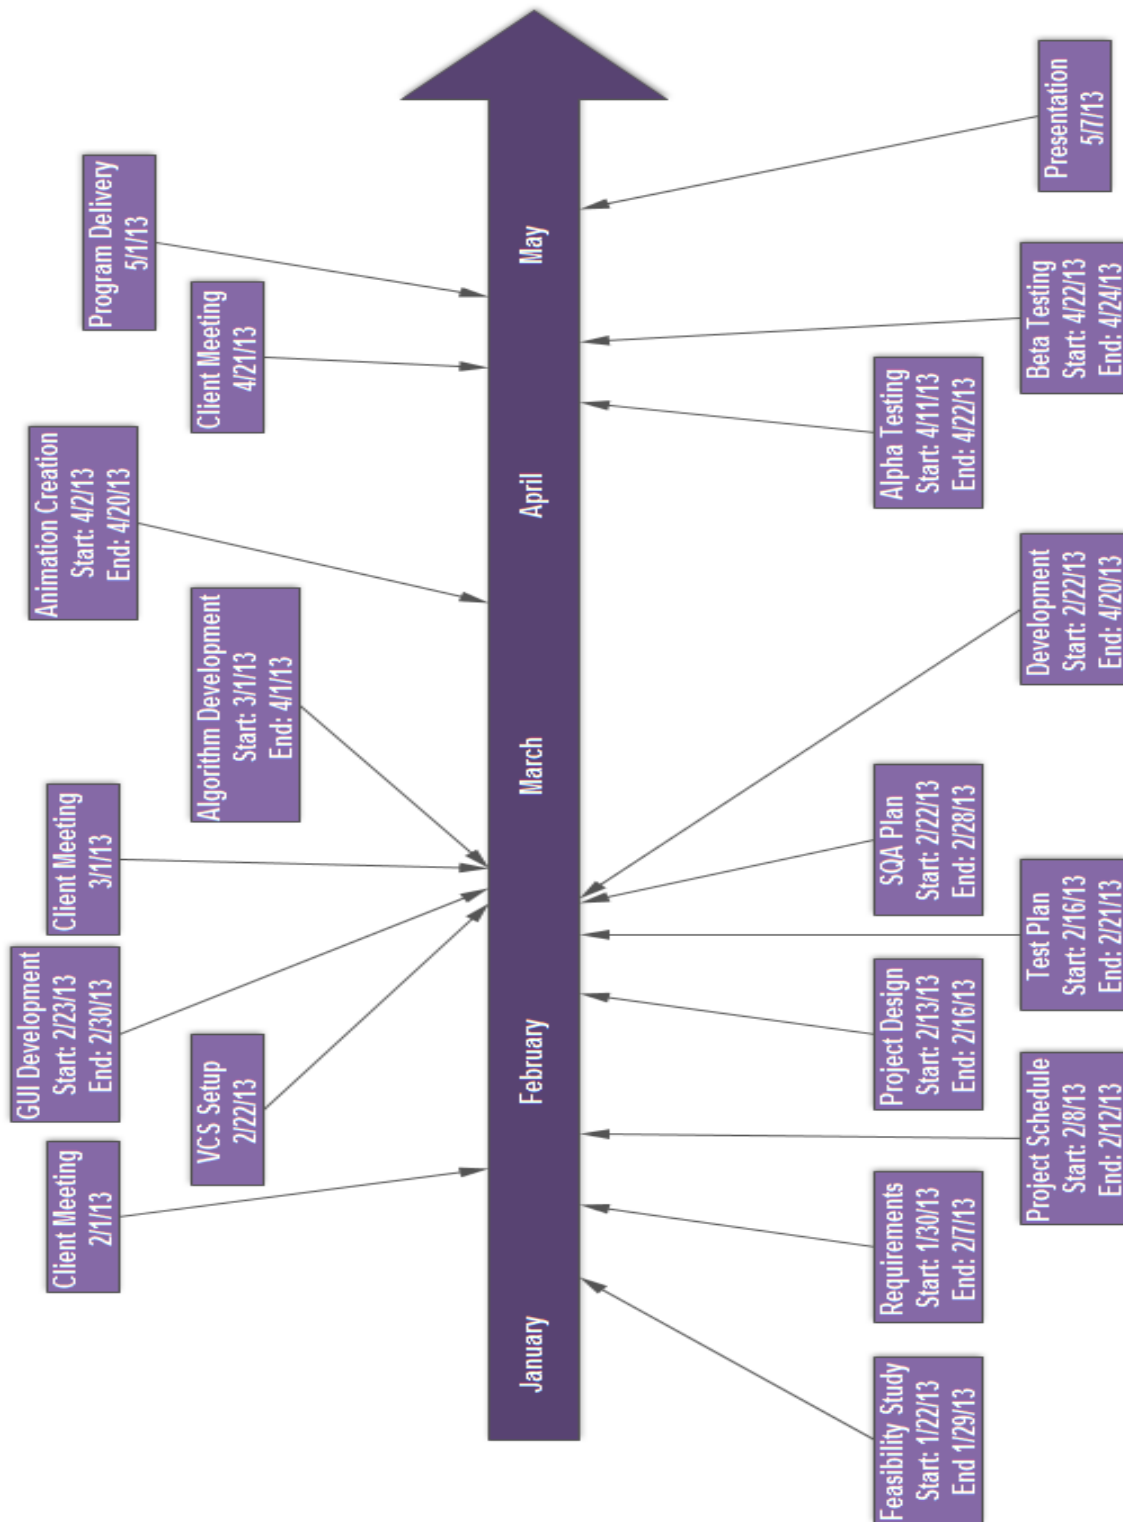 Client Meeting
2/1/13
GUI Development
Start: 2/23/13
End: 2/30/13
VCS Setup
2/22/13
Client Meeting
3/1/13
Algorithm Development
Start: 3/1/13
End: 4/1/13
Animation Creation
Start: 4/2/13
End: 4/20/13
Client Meeting
4/21/13
Program Delivery
5/1/13
January
February
March
April
May
Feasibility Study
Start: 1/22/13
End 1/29/13
Requirements
Start: 1/30/13
End: 2/7/13
Project Schedule
Start: 2/8/13
End: 2/12/13
Project Design
Start: 2/13/13
End: 2/16/13
Test Plan
Start: 2/16/13
End: 2/21/13
SQA Plan
Start: 2/22/13
End: 2/28/13
Development
Start: 2/22/13
End: 4/20/13
Alpha Testing
Start: 4/11/13
End: 4/22/13
Beta Testing
Start: 4/22/13
End: 4/24/13
Presentation
5/7/13